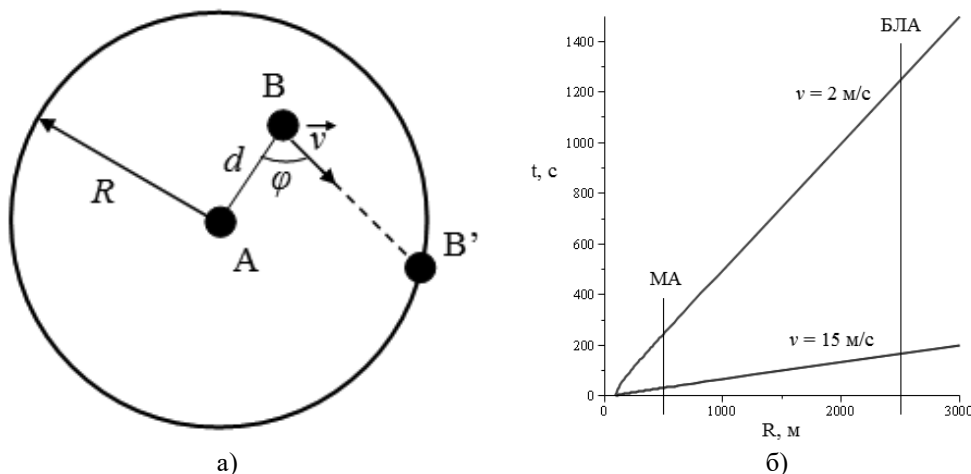 B
v
d
φ
R
A
B’
а)
БЛА
1400
v = 2 м/с
1200
1000
t, с
800
600
МА
400
v = 15 м/с
200
0
0 1000 2000 3000
R, м
б)